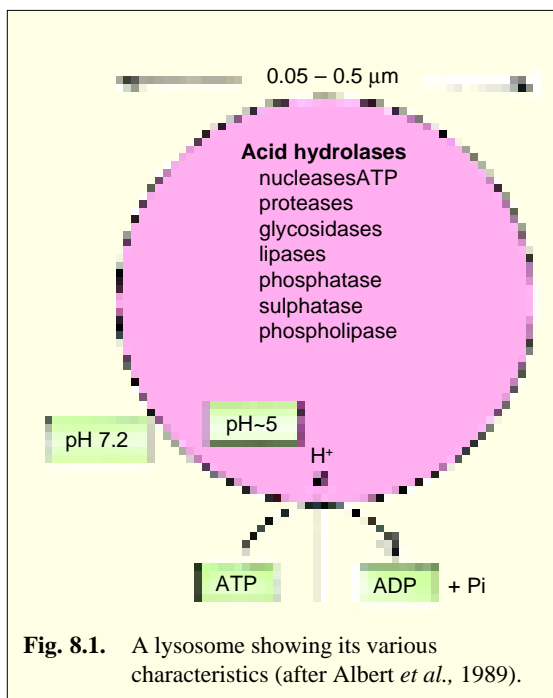 0.05 – 0.5 µm
Acid hydrolases
nucleasesATP
proteases
glycosidases
lipases
phosphatase
sulphatase
phospholipase
pH~5
pH 7.2
H⁺
ATP
ADP + Pi
Fig. 8.1. A lysosome showing its various
characteristics (after Albert et al., 1989).